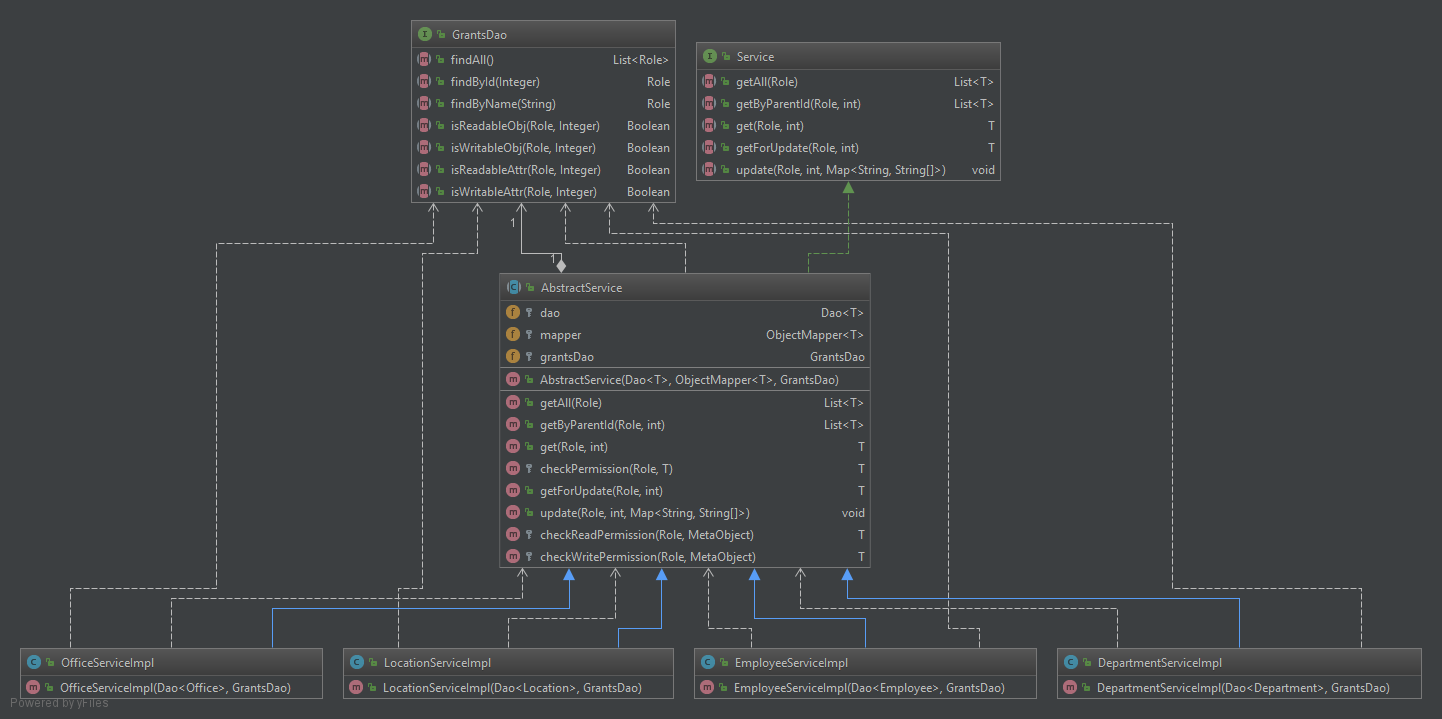 GrantsDao
findAll() List<Role>
findById(Integer) Role
findByName(String) Role
isReadableObj(Role, Integer) Boolean
isWritableObj(Role, Integer) Boolean
isReadableAttr(Role, Integer) Boolean
isWritableAttr(Role, Integer) Boolean
Service
getAll(Role) List<T>
getByParentId(Role, int) List<T>
get(Role, int) T
getForUpdate(Role, int) T
update(Role, int, Map<String, String[]>) void
1
1
AbstractService
dao Dao<T>
mapper ObjectMapper<T>
grantsDao GrantsDao
AbstractService(Dao<T>, ObjectMapper<T>, GrantsDao)
getAll(Role) List<T>
getByParentId(Role, int) List<T>
get(Role, int) T
checkPermission(Role, T) T
getForUpdate(Role, int) T
update(Role, int, Map<String, String[]>) void
checkReadPermission(Role, MetaObject) T
checkWritePermission(Role, MetaObject) T
OfficeServiceImpl
OfficeServiceImpl(Dao<Office>, GrantsDao)
LocationServiceImpl
LocationServiceImpl(Dao<Location>, GrantsDao)
EmployeeServiceImpl
EmployeeServiceImpl(Dao<Employee>, GrantsDao)
DepartmentServiceImpl
DepartmentServiceImpl(Dao<Department>, GrantsDao)
Powered by yFiles